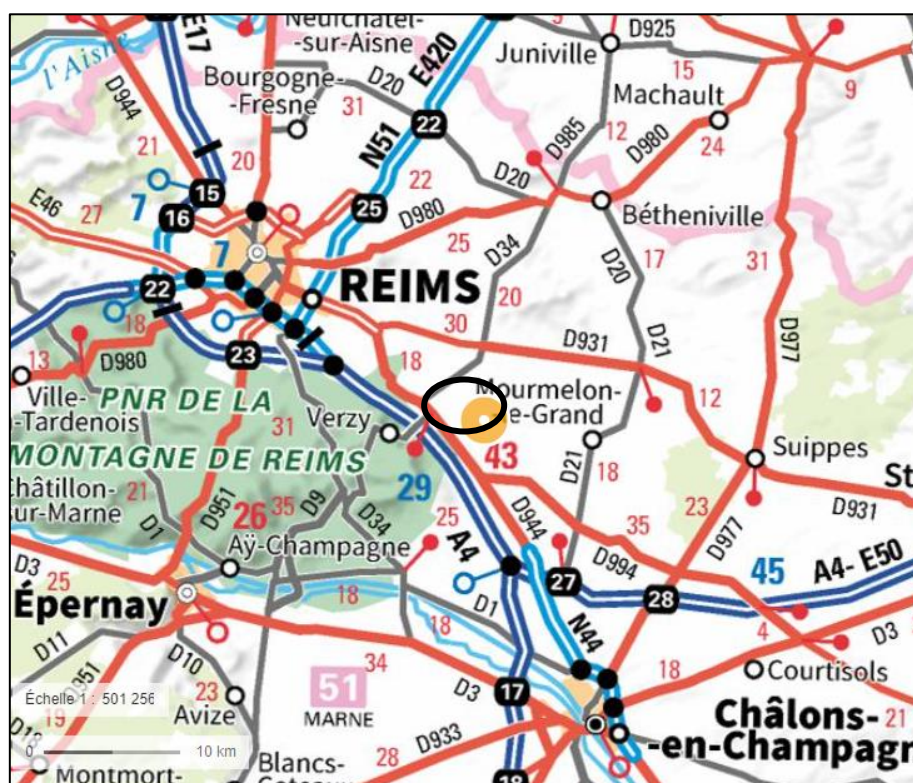 E17
Neufchâtel-
-sur-Aisne
E420
D925
l'Aisne
Juniville
15
Bourgogne-
-Fresne
D20
D944
31
Machault
9
22
12
D985
N51
D980
24
21
20
15
D20
22
7
16
25
D980
Bétheniville
E46
27
7
25
D34
D20
17
31
REIMS
22
20
18
30
D931
D21
D977
23
18
13
D980
12
Ville-
-Tardenois
PNR DE LA
Mourmelon-
-le-Grand
31
Verzy
MONTAGNE DE REIMS
43
D21
Suippes
18
Châtillon-
-sur-Marne
21
29
D951
35
D9
St
26
D34
25
D944
35
23
D931
D1
Aÿ-Champagne
A4
D977
D3
25
27
D994
45
A4- E50
28
Épernay
18
D1
N44
18
4
D3
D11
D951
D10
34
18
Courtisols
51
D3
17
23
MARNE
21
Échelle 1 : 501 256
Avize
D933
Châlons-
-en-Champagn
19
0
10 km
28
Montmort-
Blancs-
Coteaux
18